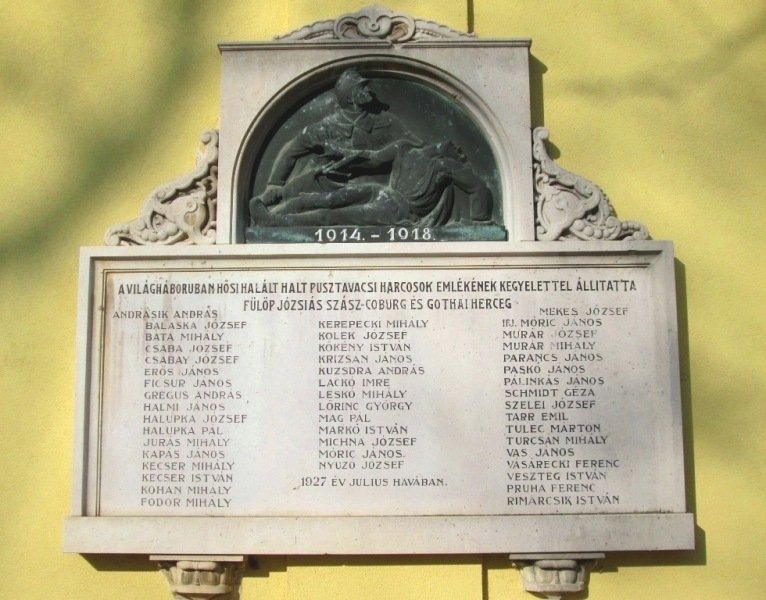 1914. - 1918.
A VILÁGHÁBORUBAN HŐSI HALÁLT HALT PUSZTAVACSI HARCOSOK EMLÉKÉNEK KEGYELETTEL ÁLLITATTA
FÜLÖP JÓZSIÁS SZÁSZ-COBURG ÉS GOTHAI HERCEG
ANDRÁSIK ANDRÁS
BALASKA JÓZSEF
BATA MIHÁLY
CSABA JÓZSEF
CSABAY JÓZSEF
ERŐS JÁNOS
FICSUR JÁNOS
GREGUS ANDRÁS
HALMI JÁNOS
HALUPKA JÓZSEF
HALUPKA PÁL
JURÁS MIHÁLY
KAPÁS JÁNOS
KECSER MIHÁLY
KECSER ISTVÁN
KOHAN MIHÁLY
FODOR MIHÁLY
KEREPECKI MIHÁLY
KOLEK JÓZSEF
KÖKÉNY ISTVÁN
KRIZSAN JÁNOS
KUZSDRA ANDRÁS
LACKÓ IMRE
LESKÓ MIHÁLY
LŐRINC GYÖRGY
MAG PÁL
MARKÓ ISTVÁN
MICHNA JÓZSEF
MÓRIC JÁNOS.
NYUZÓ JÓZSEF
1927 ÉV JULIUS HAVÁBAN.
MEKES JÓZSEF
IFJ. MÓRIC JÁNOS
MURÁR JÓZSEF
MURÁR MIHÁLY
PARANCS JÁNOS
PASKÓ JÁNOS
PÁLINKÁS JÁNOS
SCHMIDT GÉZA
SZELEI JÓZSEF
TARR EMIL
TULEC MÁRTON
TURCSÁN MIHÁLY
VAS JÁNOS
VASÁRECKI FERENC
VESZTEG ISTVÁN
PRUHA FERENC
RIMARCSIK ISTVÁN